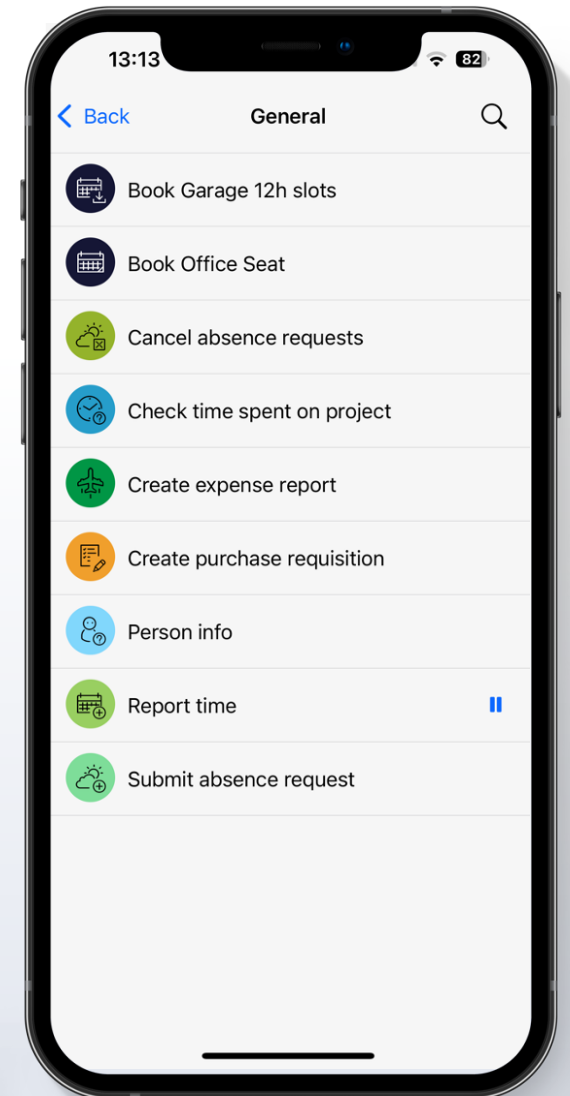 13:13
82
Back
General
Book Garage 12h slots
Book Office Seat
Cancel absence requests
Check time spent on project
Create expense report
Create purchase requisition
Person info
Report time
Submit absence request